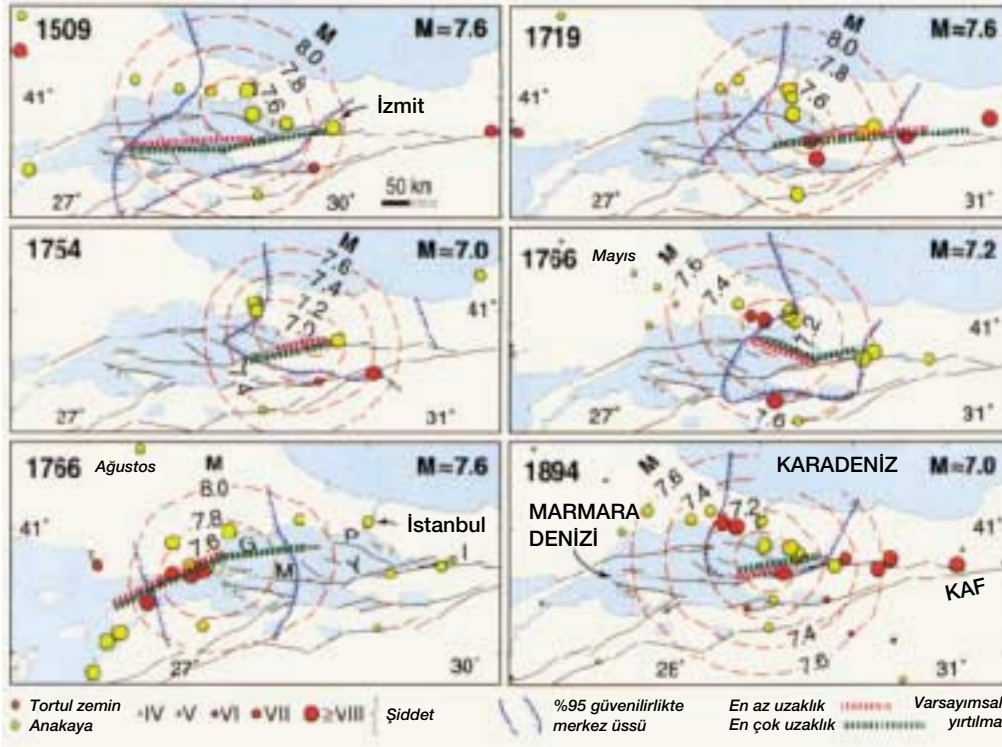 1509
M=7.6
M
8.0
7.8
7.6
41°
İzmit
50 km
27°
30°
1719
M=7.6
M
8.0
7.8
7.6
41°
27°
31°
1754
M=7.0
M
7.6
7.4
7.2
7.0
7.4
41°
27°
31°
1766
Mayıs
M=7.2
M
7.6
7.4
7.2
41°
7.6
27°
31°
1766
Ağustos
M=7.6
M
8.0
7.8
7.6
41°
İstanbul
G
P
M
Y
I
27°
30°
1894
M=7.0
KARADENİZ
M
7.6
7.4
7.2
MARMARA
DENİZİ
41°
KAF
7.4
7.6
26°
31°
Tortul zemin
Anakaya
IV V VI VII ≥VIII
Şiddet
%95 güvenilirlikte
merkez üssü
En az uzaklık
En çok uzaklık
Varsayımsal
yırtılma